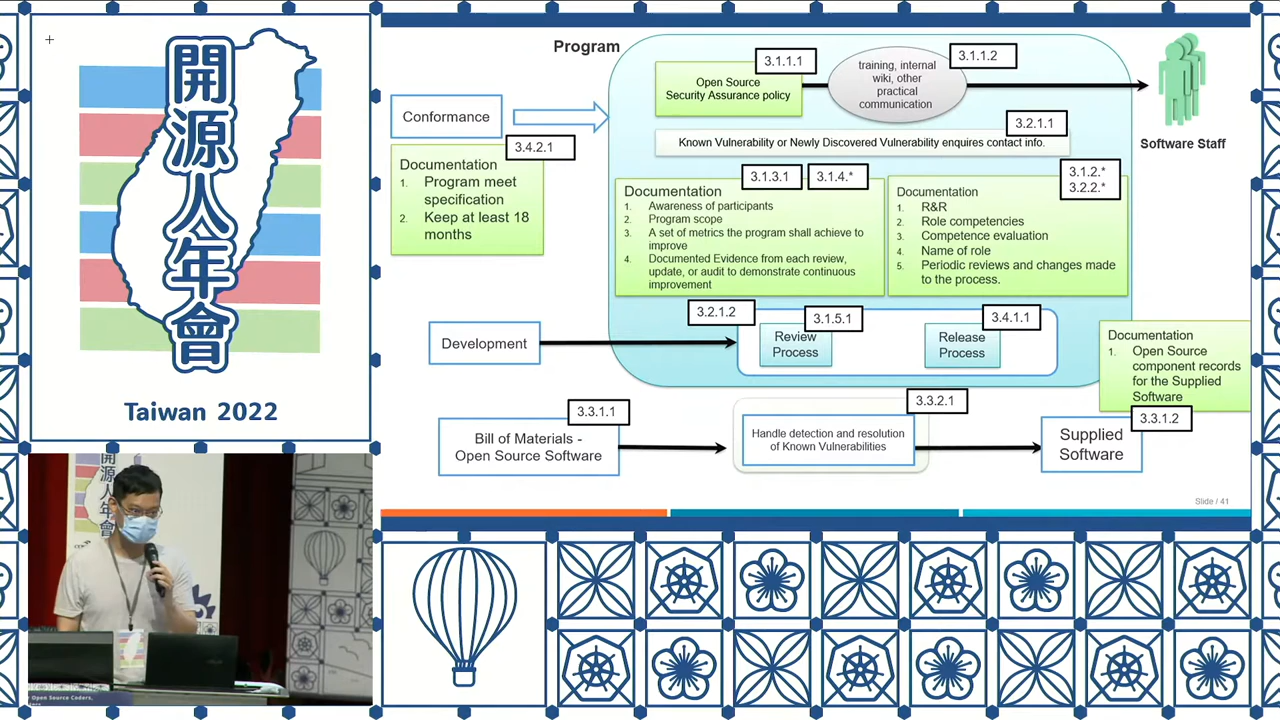 開源人年會
Taiwan 2022
Program
3.1.1.1
Open Source
Security Assurance policy
training, internal
wiki, other
practical
communication
3.1.1.2
Software Staff
Conformance
3.4.2.1
Documentation
1. Program meet
specification
2. Keep at least 18
months
3.2.1.1
Known Vulnerability or Newly Discovered Vulnerability enquires contact info.
3.1.3.1
3.1.4.*
Documentation
1. Awareness of participants
2. Program scope
3. A set of metrics the program shall achieve to
improve
4. Documented Evidence from each review,
update, or audit to demonstrate continuous
improvement
3.1.2.*
3.2.2.*
Documentation
1. R&R
2. Role competencies
3. Competence evaluation
4. Name of role
5. Periodic reviews and changes made
to the process.
Development
3.2.1.2
3.1.5.1
Review
Process
3.4.1.1
Release
Process
Documentation
1. Open Source
component records
for the Supplied
Software
3.3.1.1
Bill of Materials -
Open Source Software
3.3.2.1
Handle detection and resolution
of Known Vulnerabilities
3.3.1.2
Supplied
Software
Slide / 41
開源人年會
Open Source Coders,